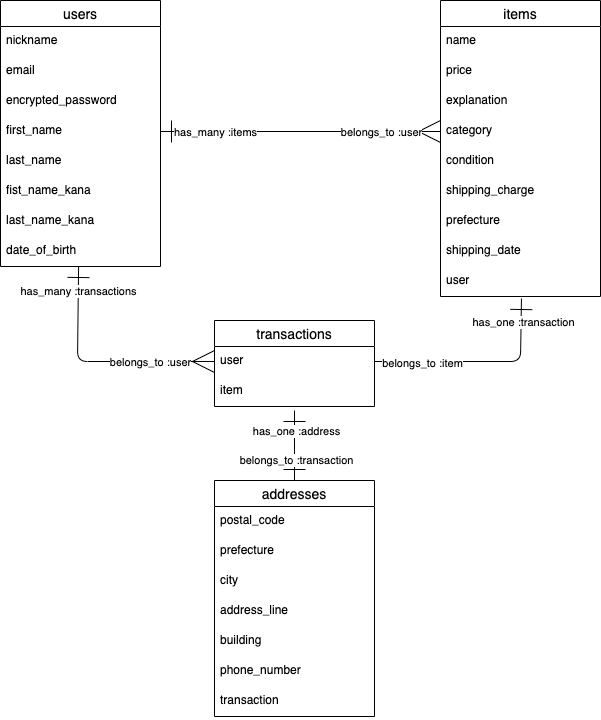 users
nickname
email
encrypted_password
first_name
last_name
fist_name_kana
last_name_kana
date_of_birth
items
name
price
explanation
category
condition
shipping_charge
prefecture
shipping_date
user
has_many :items
belongs_to :user
has_many :transactions
belongs_to :user
has_one :transaction
belongs_to :item
transactions
user
item
has_one :address
belongs_to :transaction
addresses
postal_code
prefecture
city
address_line
building
phone_number
transaction